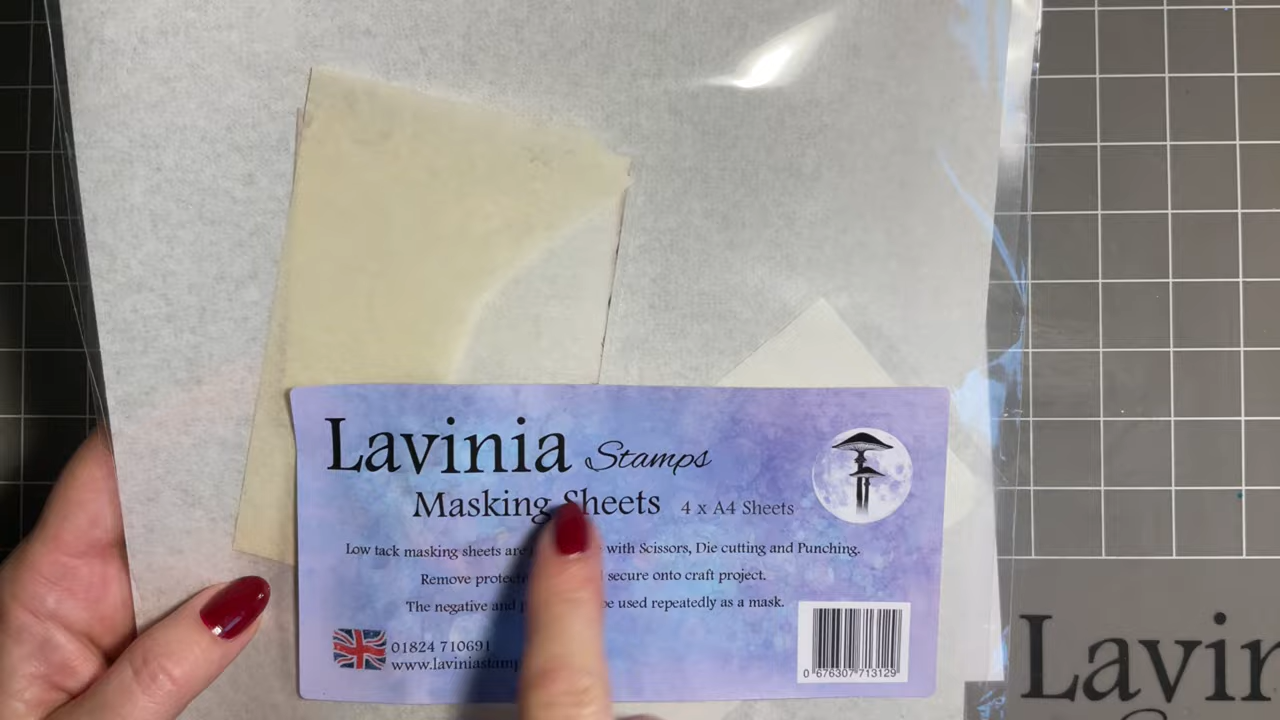 Lavinia Stamps
Masking Sheets 4 x A4 Sheets
Low tack masking sheets are with Scissors, Die cutting and Punching.
Remove secure onto craft project.
The negative and be used repeatedly as a mask.
01824 710691
www.laviniastamp
0 676307 713129
Lavin